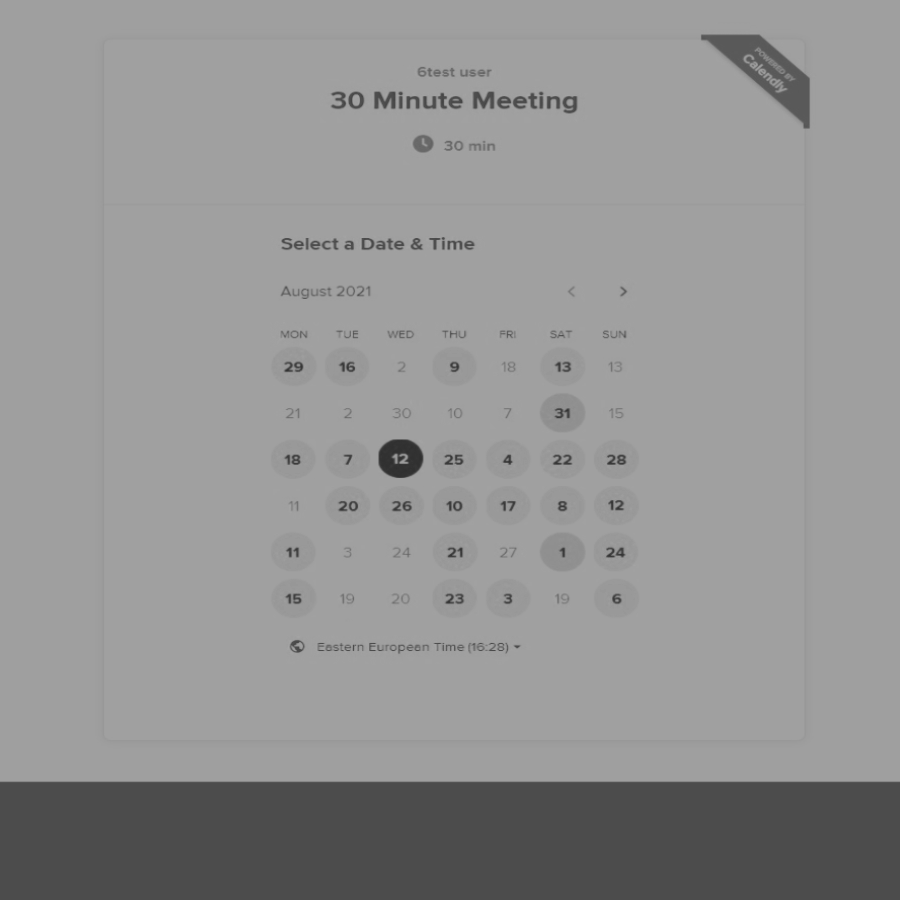 6test user
POWERED BY
Calendly
30 Minute Meeting
30 min
Select a Date & Time
August 2021
MON TUE WED THU FRI SAT SUN
29 16 2 9 18 13 13
21 2 30 10 7 31 15
18 7 12 25 4 22 28
11 20 26 10 17 8 12
11 3 24 21 27 1 24
15 19 20 23 3 19 6
Eastern European Time (16:28)